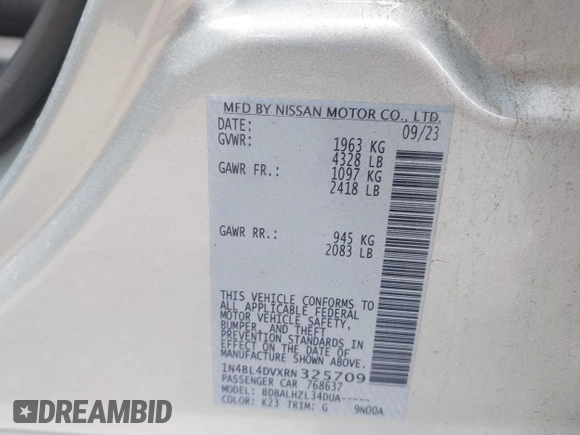 MFD BY NISSAN MOTOR CO., LTD.
DATE: 09/23
GVWR: 1963 KG
4328 LB
GAWR FR.: 1097 KG
2418 LB
GAWR RR.: 945 KG
2083 LB
THIS VEHICLE CONFORMS TO
ALL APPLICABLE FEDERAL
MOTOR VEHICLE SAFETY,
BUMPER, AND THEFT
PREVENTION STANDARDS IN
EFFECT ON THE DATE OF
MANUFACTURE SHOWN ABOVE.
1N4BL4DVXRN325709
PASSENGER CAR 768637
MODEL: BDBALHZL34DUA-----
COLOR: K23 TRIM: G 9N00A
DREAMBID